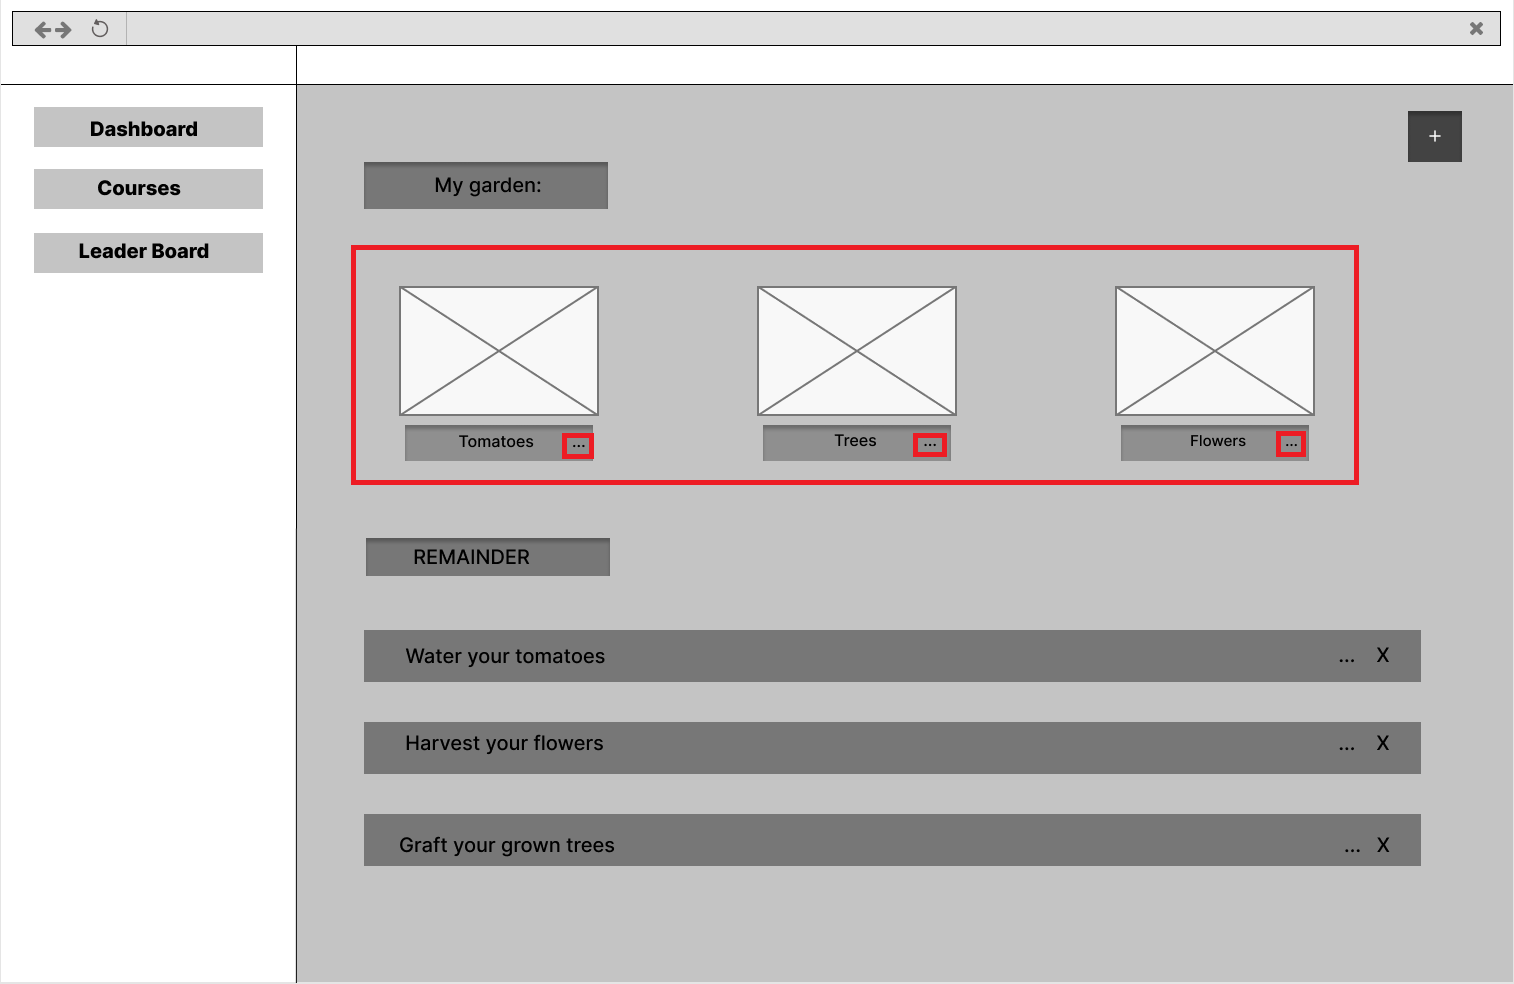 Dashboard
Courses
Leader Board
+
My garden:
Tomatoes ...
Trees ...
Flowers ...
REMAINDER
Water your tomatoes ... X
Harvest your flowers ... X
Graft your grown trees ... X